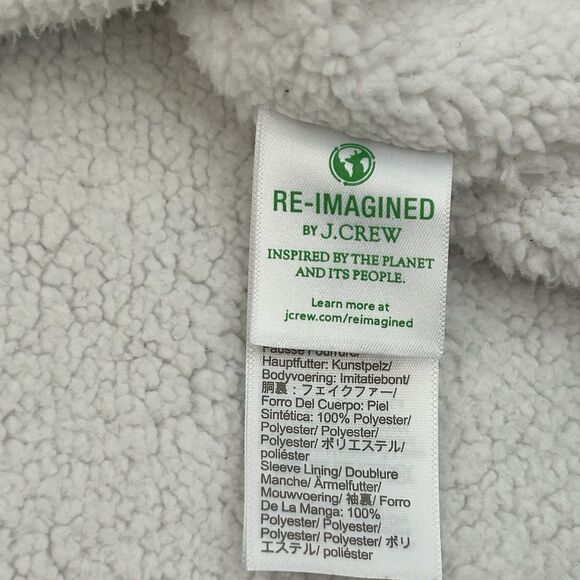 RE-IMAGINED
BY J.CREW
INSPIRED BY THE PLANET
AND ITS PEOPLE.
Learn more at
jcrew.com/reimagined
Fausse Fourrure/
Hauptfutter: Kunstpelz/
Bodyvoering: Imitatiebont/
胴裏：フェイクファー/
Forro Del Cuerpo: Piel
Sintética: 100% Polyester/
Polyester/ Polyester/
Polyester/ ポリエステル/
poliéster
Sleeve Lining/ Doublure
Manche/ Ärmelfutter/
Mouwvoering/ 袖裏/ Forro
De La Manga: 100%
Polyester/ Polyester/
Polyester/ Polyester/ ポリ
エステル/ poliéster